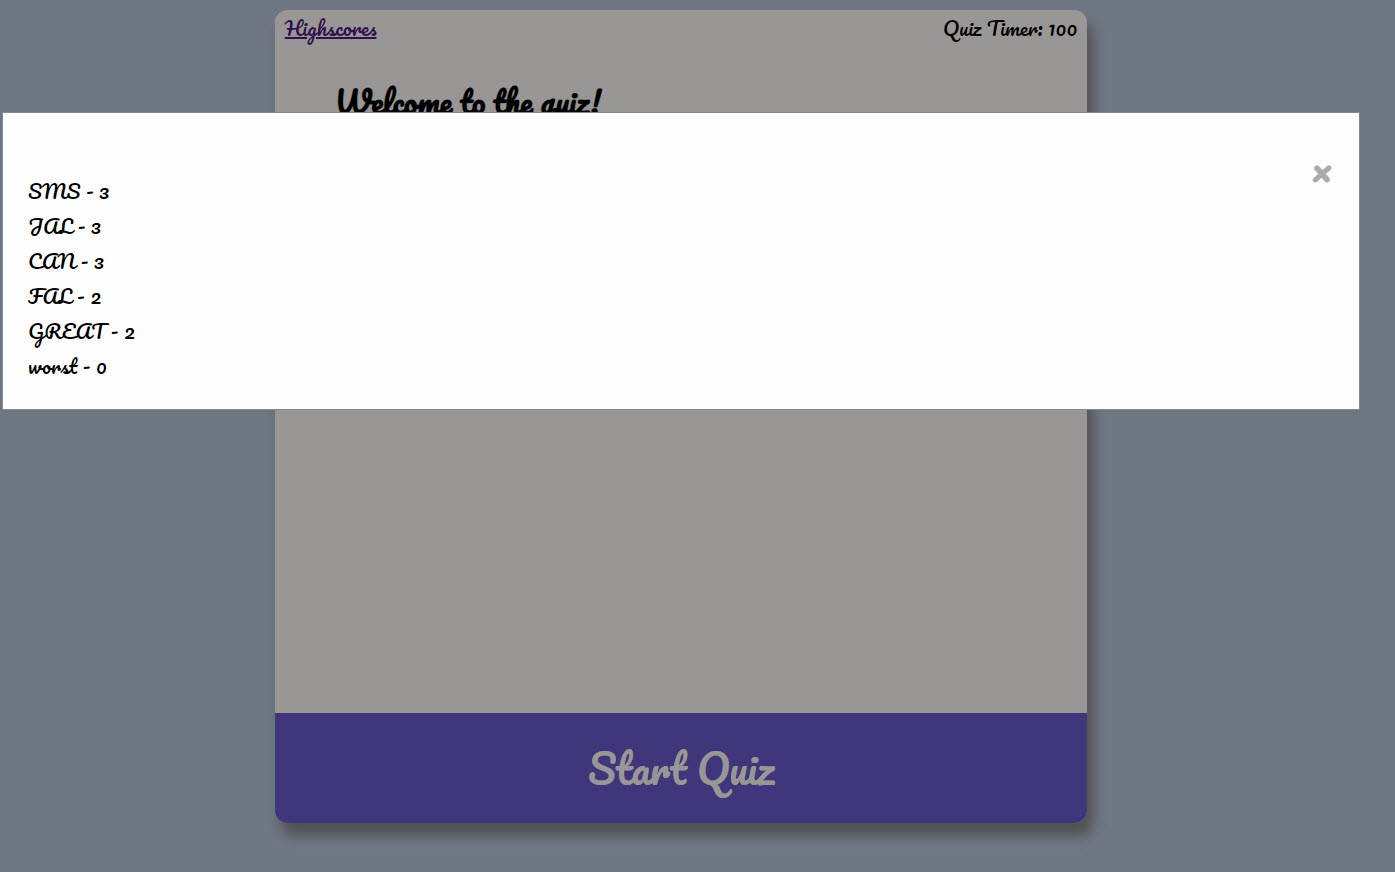 Highscores
Quiz Timer: 100
Welcome to the quiz!
SMS - 3
JAL - 3
CAN - 3
FAL - 2
GREAT - 2
worst - 0
Start Quiz